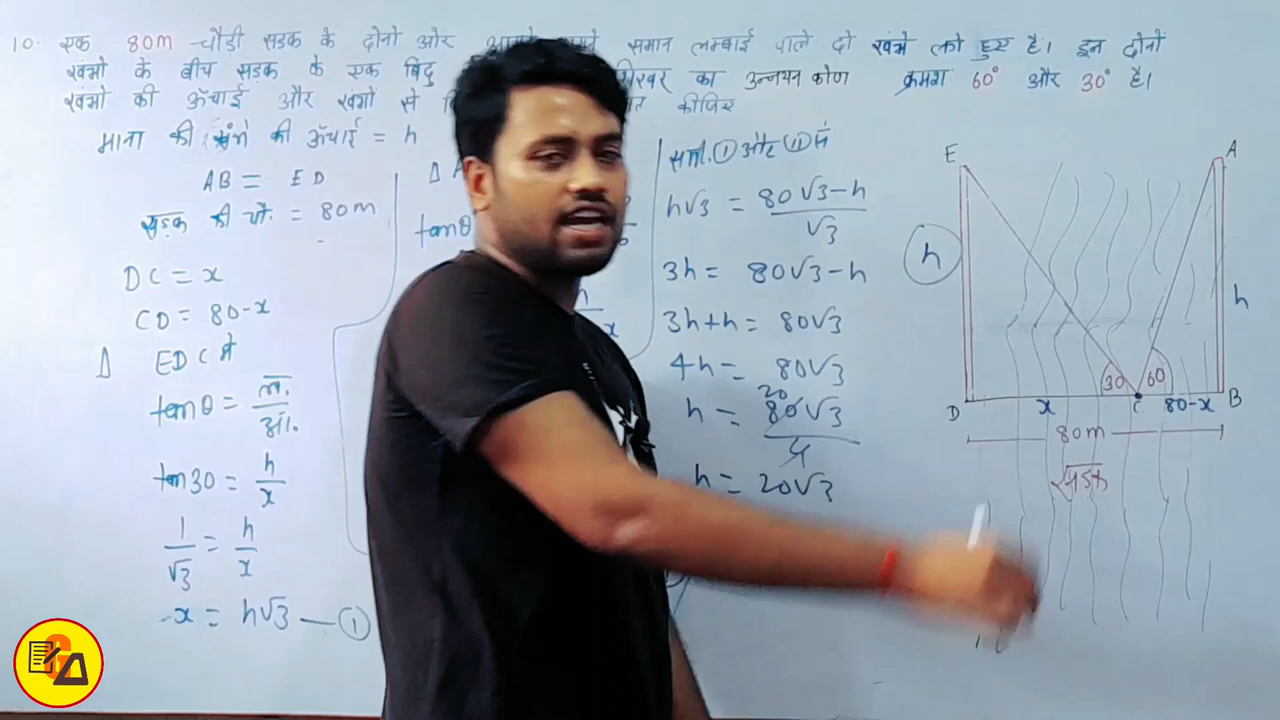 10. एक 80m चौड़ी सड़क के दोनो ओर समान लम्बाई वाले दो खंभे लगे हुए है। इन दोनो
खंभो के बीच सड़क के एक बिंदु शिखर का उन्नयन कोण क्रमशः 60° और 30° है।
खंभो की ऊँचाई और खंभो से कीजिए
माना की खंभे की ऊँचाई = h
AB = ED
सड़क की चौ. = 80m
DC = x
CD = 80-x
Δ EDC में
tanθ = ल./आ.
tan30 = h/x
1/√3 = h/x
x = h√3 — ①
Δ A
tanθ
h
x
समी. ① और ⑪ में
h√3 = 80√3-h/√3
3h = 80√3-h
3h+h = 80√3
4h = 80√3
20
h = 80√3/4
h = 20√3
E
A
h
h
30
60
D
x
C
80-x
B
80m
सड़क